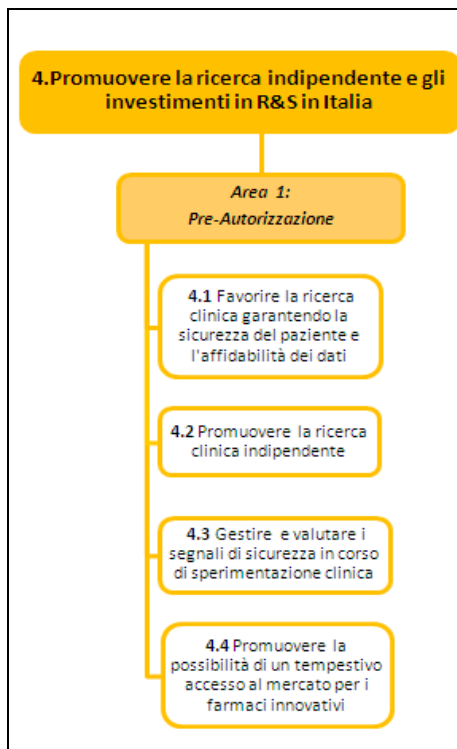 4.Promuovere la ricerca indipendente e gli
investimenti in R&S in Italia
Area 1:
Pre-Autorizzazione
4.1 Favorire la ricerca
clinica garantendo la
sicurezza del paziente e
l'affidabilità dei dati
4.2 Promuovere la ricerca
clinica indipendente
4.3 Gestire e valutare i
segnali di sicurezza in corso
di sperimentazione clinica
4.4 Promuovere la
possibilità di un tempestivo
accesso al mercato per i
farmaci innovativi